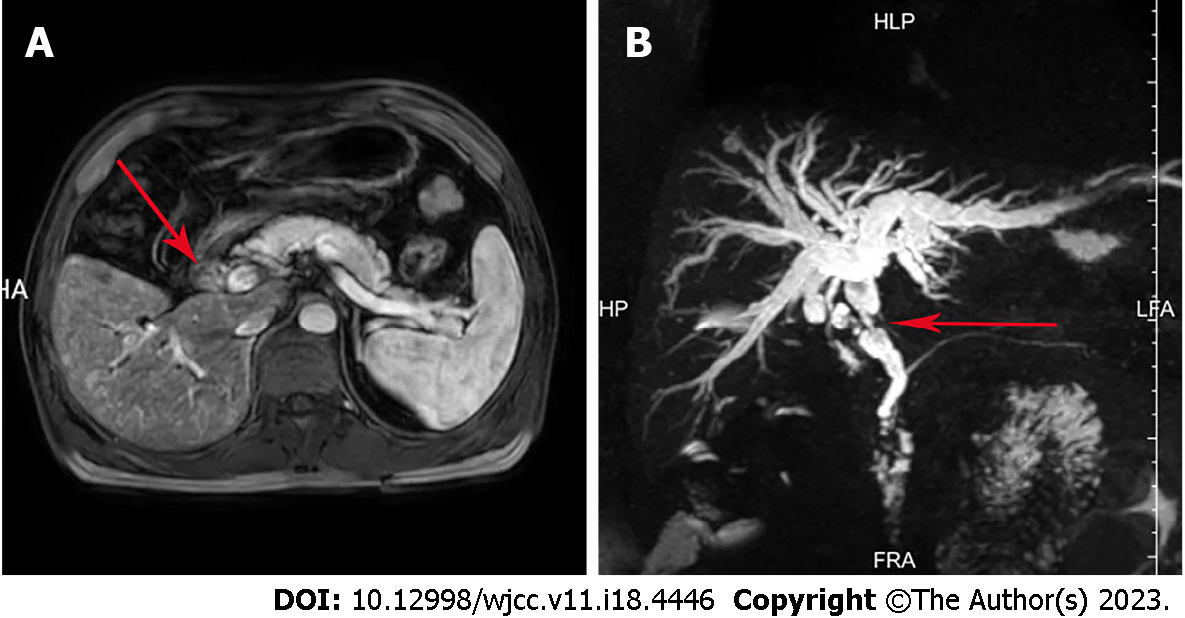 A
B
HLP
HA
HP
LFA
FRA
DOI: 10.12998/wjcc.v11.i18.4446 Copyright ©The Author(s) 2023.